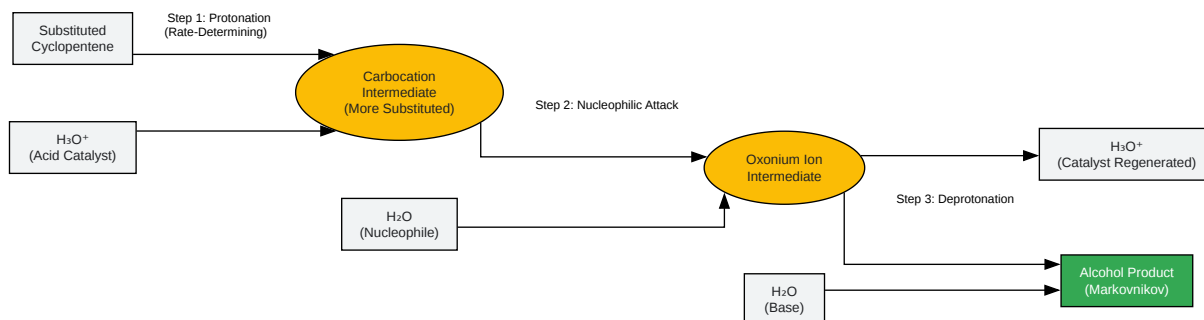 Substituted
Cyclopentene
Step 1: Protonation
(Rate-Determining)
Carbocation
Intermediate
(More Substituted)
H₃O⁺
(Acid Catalyst)
Step 2: Nucleophilic Attack
Oxonium Ion
Intermediate
H₃O⁺
(Catalyst Regenerated)
H₂O
(Nucleophile)
Step 3: Deprotonation
H₂O
(Base)
Alcohol Product
(Markovnikov)